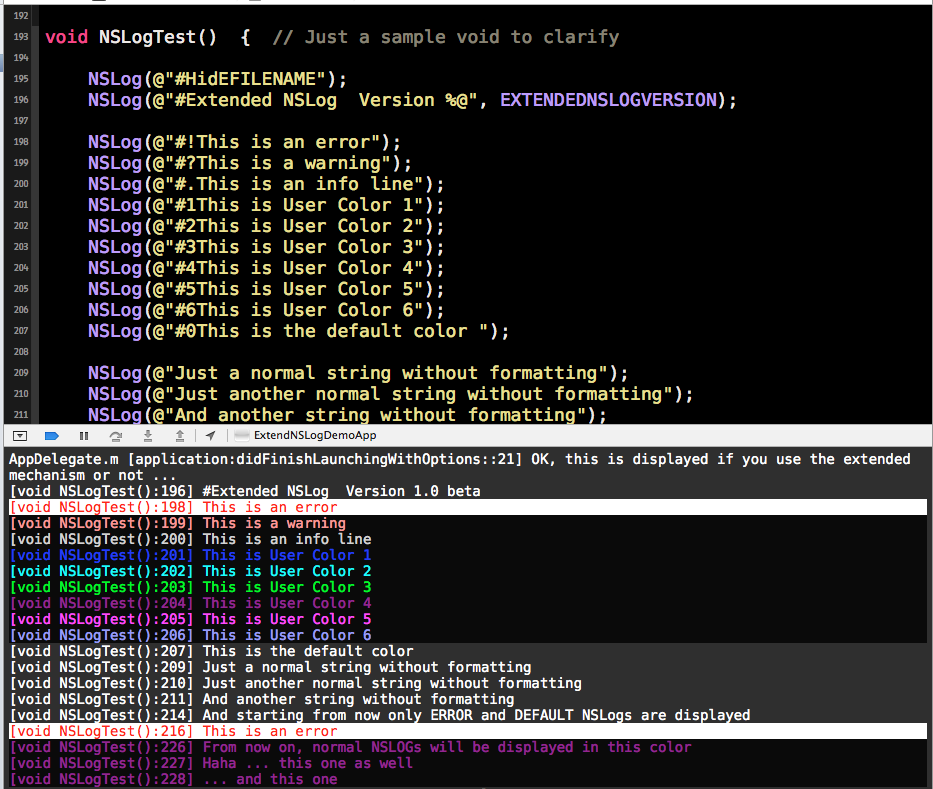 192
193 void NSLogTest()  {  // Just a sample void to clarify
194
195 NSLog(@"#HidEFILENAME");
196 NSLog(@"#Extended NSLog  Version %@", EXTENDEDNSLOGVERSION);
197
198 NSLog(@"#!This is an error");
199 NSLog(@"#?This is a warning");
200 NSLog(@"#.This is an info line");
201 NSLog(@"#1This is User Color 1");
202 NSLog(@"#2This is User Color 2");
203 NSLog(@"#3This is User Color 3");
204 NSLog(@"#4This is User Color 4");
205 NSLog(@"#5This is User Color 5");
206 NSLog(@"#6This is User Color 6");
207 NSLog(@"#0This is the default color ");
208
209 NSLog(@"Just a normal string without formatting");
210 NSLog(@"Just another normal string without formatting");
211 NSLog(@"And another string without formatting");
ExtendNSLogDemoApp
AppDelegate.m [application:didFinishLaunchingWithOptions::21] OK, this is displayed if you use the extended
mechanism or not ...
[void NSLogTest():196] #Extended NSLog  Version 1.0 beta
[void NSLogTest():198] This is an error
[void NSLogTest():199] This is a warning
[void NSLogTest():200] This is an info line
[void NSLogTest():201] This is User Color 1
[void NSLogTest():202] This is User Color 2
[void NSLogTest():203] This is User Color 3
[void NSLogTest():204] This is User Color 4
[void NSLogTest():205] This is User Color 5
[void NSLogTest():206] This is User Color 6
[void NSLogTest():207] This is the default color
[void NSLogTest():209] Just a normal string without formatting
[void NSLogTest():210] Just another normal string without formatting
[void NSLogTest():211] And another string without formatting
[void NSLogTest():214] And starting from now only ERROR and DEFAULT NSLogs are displayed
[void NSLogTest():216] This is an error
[void NSLogTest():226] From now on, normal NSLOGs will be displayed in this color
[void NSLogTest():227] Haha ... this one as well
[void NSLogTest():228] ... and this one